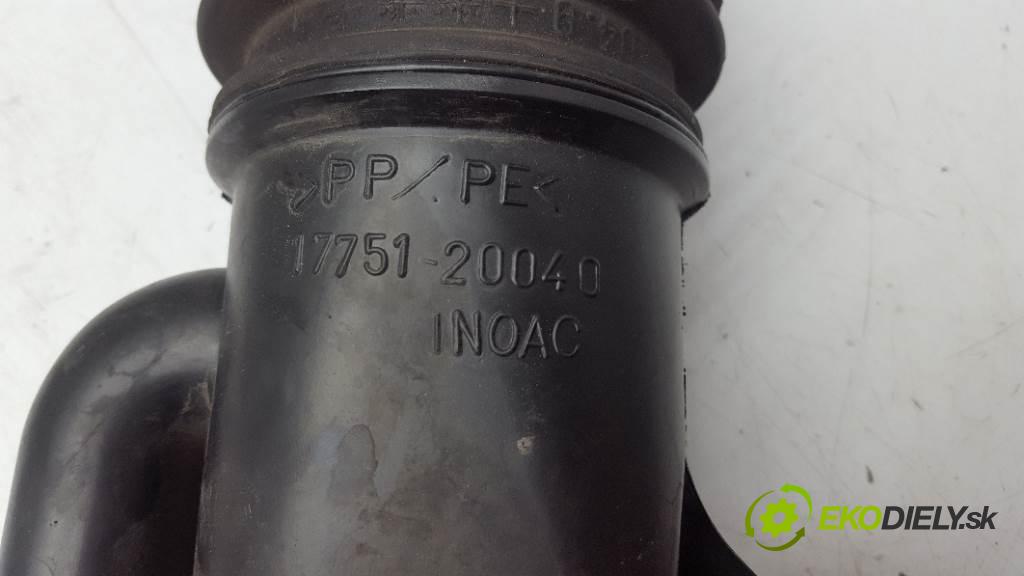 >PP/PE<
17751-20040
INOAC
EKODIELY.sk